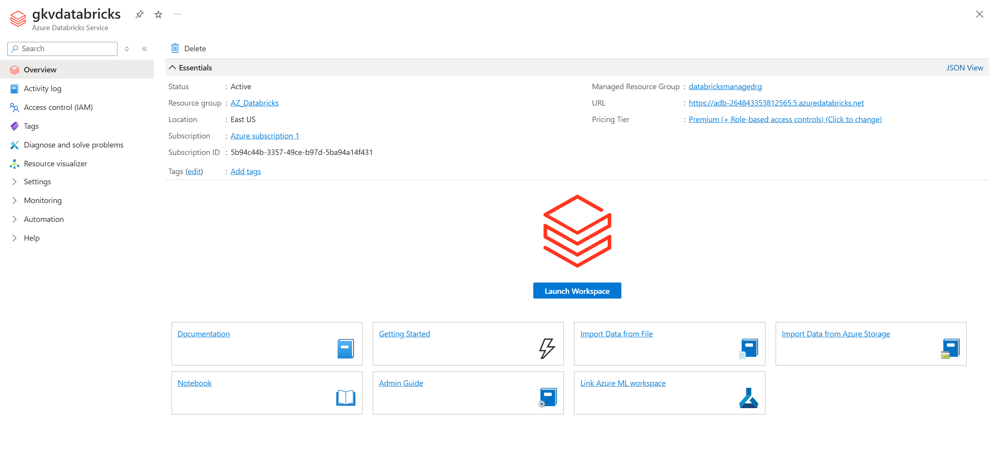 gkvdatabricks
Azure Databricks Service
Search
Overview
Activity log
Access control (IAM)
Tags
Diagnose and solve problems
Resource visualizer
Settings
Monitoring
Automation
Help
Delete
Essentials
JSON View
Status : Active
Resource group : AZ_Databricks
Location : East US
Subscription : Azure subscription 1
Subscription ID : 5b94c44b-3357-49ce-b97d-5ba94a14f431
Tags (edit) : Add tags
Managed Resource Group : databricksmanagedrg
URL : https://adb-264843353812565.5.azuredatabricks.net
Pricing Tier : Premium (+ Role-based access controls) (Click to change)
Launch Workspace
Documentation
Getting Started
Import Data from File
Import Data from Azure Storage
Notebook
Admin Guide
Link Azure ML workspace